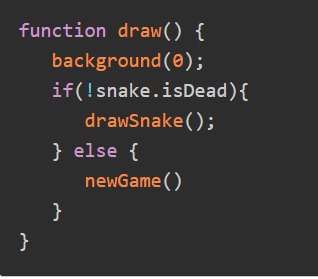 function draw() {
   background(0);
   if(!snake.isDead){
      drawSnake();
   } else {
      newGame()
   }
}